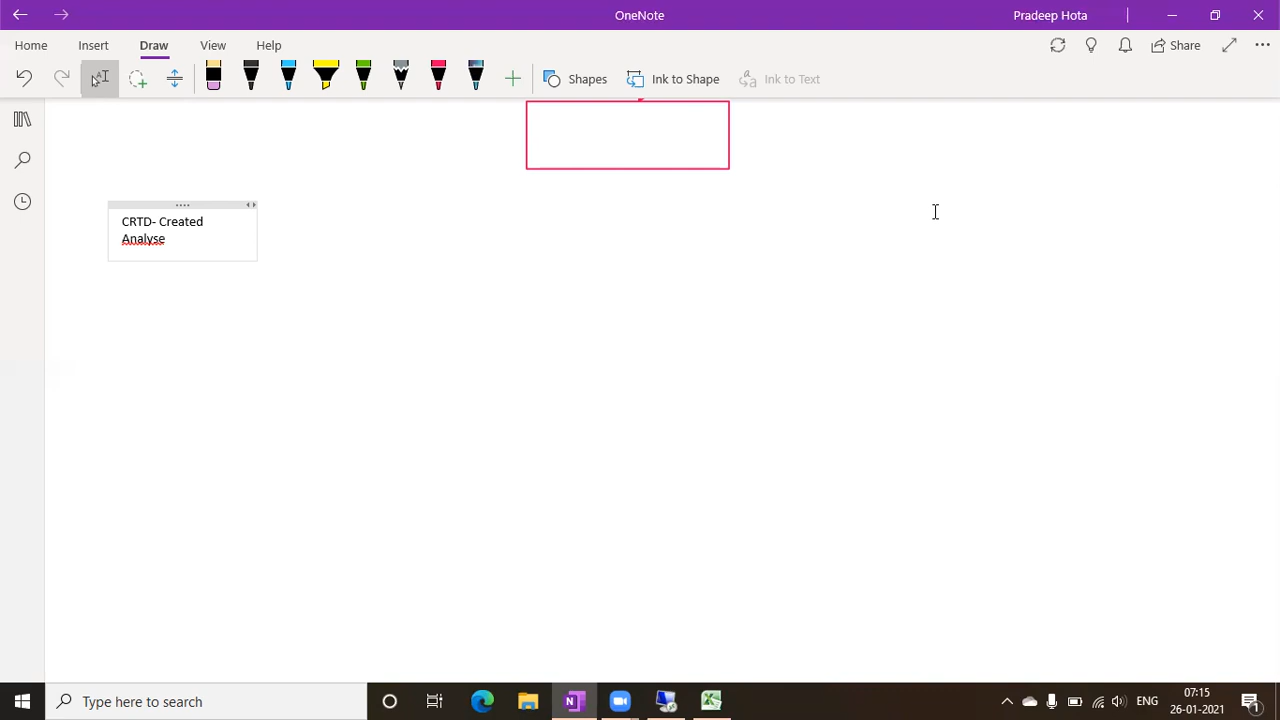 OneNote
Pradeep Hota
Home Insert Draw View Help
Share
Shapes
Ink to Shape
Ink to Text
CRTD- Created
Analyse
Type here to search
ENG
07:15
26-01-2021
1